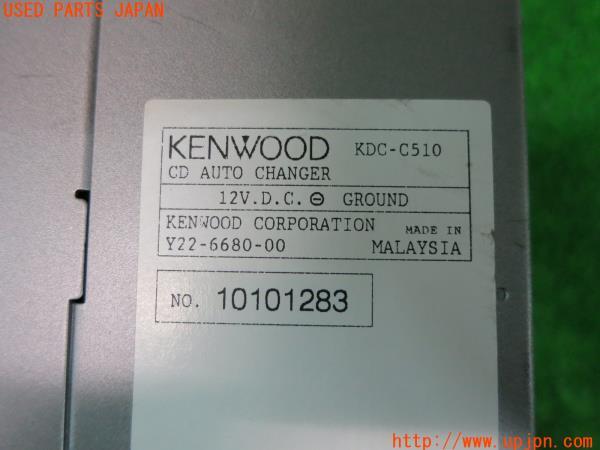 USED PARTS JAPAN
KENWOOD KDC-C510
CD AUTO CHANGER
12V.D.C. ⊖ GROUND
KENWOOD CORPORATION MADE IN
Y22-6680-00 MALAYSIA
NO. 10101283
http://www.upjpn.com/